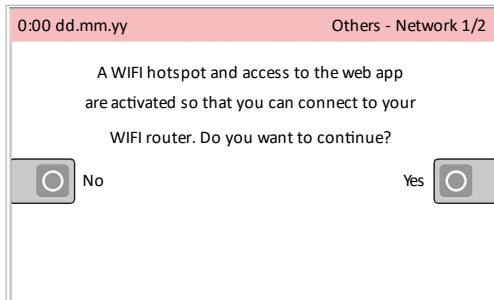 0:00 dd.mm.yy Others - Network 1/2
A WIFI hotspot and access to the web app
are activated so that you can connect to your
WIFI router. Do you want to continue?
No Yes